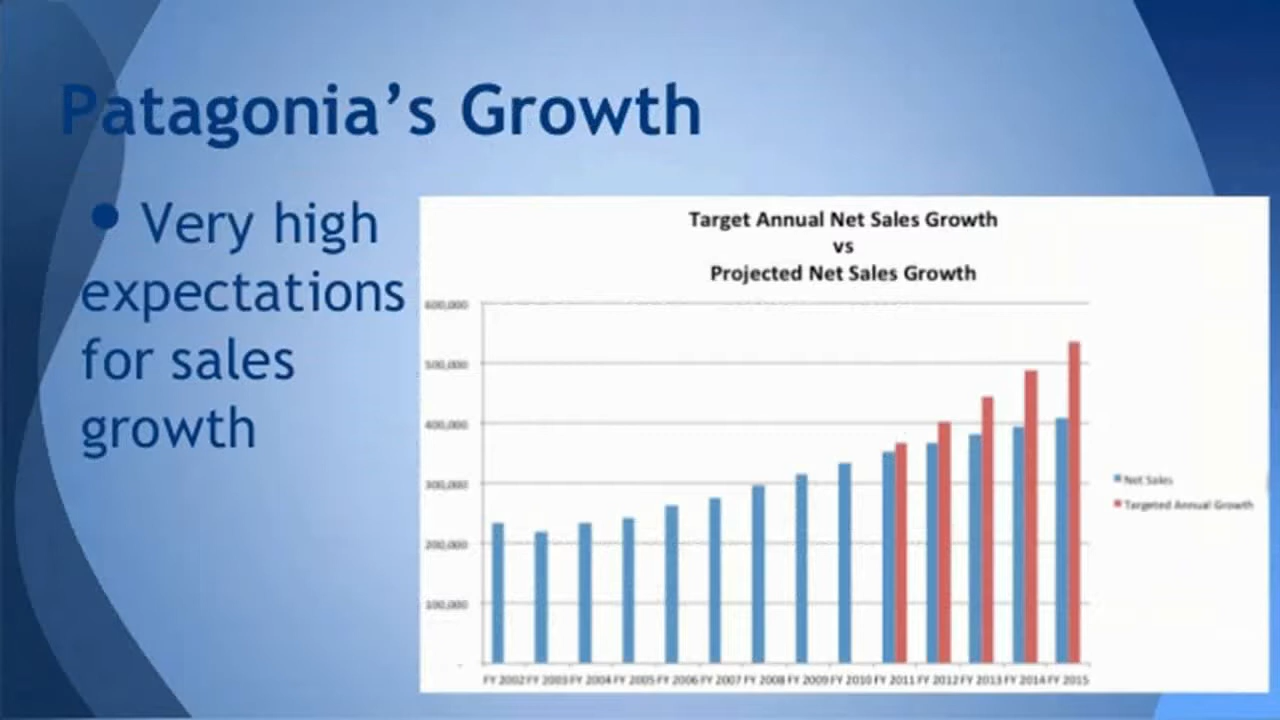 Patagonia's Growth
● Very high
expectations
for sales
growth
Target Annual Net Sales Growth
vs
Projected Net Sales Growth
600,000
500,000
400,000
300,000
200,000
100,000
-
FY 2002 FY 2003 FY 2004 FY 2005 FY 2006 FY 2007 FY 2008 FY 2009 FY 2010 FY 2011 FY 2012 FY 2013 FY 2014 FY 2015
Net Sales
Targeted Annual Growth